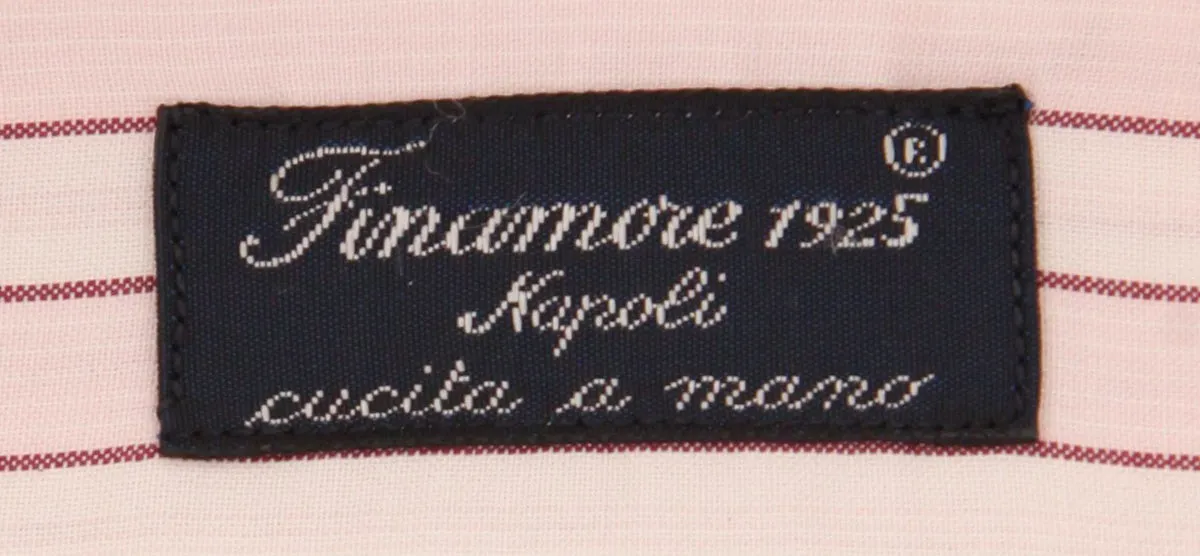 Finamore 1925 ®
Napoli
cucita a mano